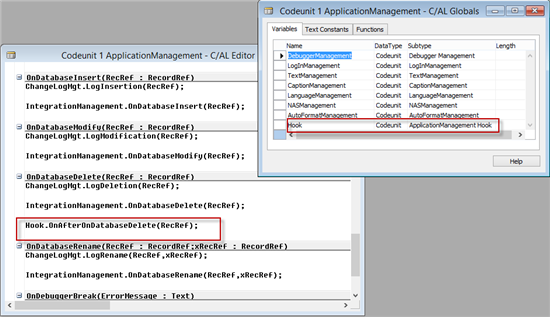 Codeunit 1 ApplicationManagement - C/AL Globals
Variables Text Constants Functions
Name DataType Subtype Length
DebuggerManagement Codeunit Debugger Management
LogInManagement Codeunit LogInManagement
TextManagement Codeunit TextManagement
CaptionManagement Codeunit CaptionManagement
LanguageManagement Codeunit LanguageManagement
NASManagement Codeunit NASManagement
AutoFormatManagement Codeunit AutoFormatManagement
Hook Codeunit ApplicationManagement Hook
Help
Codeunit 1 ApplicationManagement - C/AL Editor
OnDatabaseInsert(RecRef : RecordRef)
ChangeLogMgt.LogInsertion(RecRef);
IntegrationManagement.OnDatabaseInsert(RecRef);
OnDatabaseModify(RecRef : RecordRef)
ChangeLogMgt.LogModification(RecRef);
IntegrationManagement.OnDatabaseModify(RecRef);
OnDatabaseDelete(RecRef : RecordRef)
ChangeLogMgt.LogDeletion(RecRef);
IntegrationManagement.OnDatabaseDelete(RecRef);
Hook.OnAfterOnDatabaseDelete(RecRef);
OnDatabaseRename(RecRef : RecordRef;xRecRef : RecordRef)
ChangeLogMgt.LogRename(RecRef,xRecRef);
IntegrationManagement.OnDatabaseRename(RecRef,xRecRef);
OnDebuggerBreak(ErrorMessage : Text)